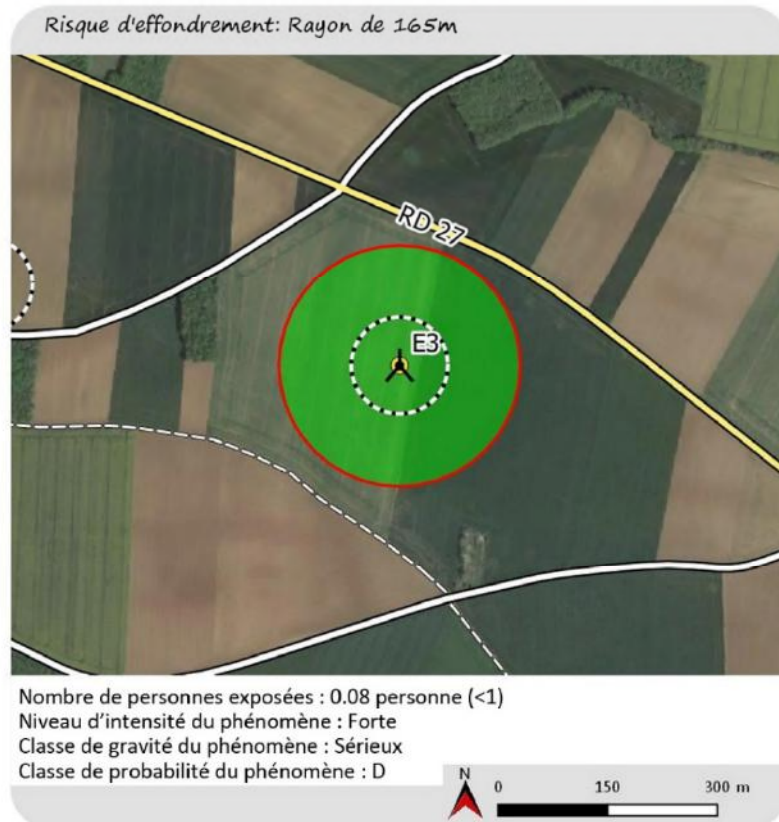 Risque d'effondrement: Rayon de 165m
RD 27
E3
Nombre de personnes exposées : 0.08 personne (<1)
Niveau d'intensité du phénomène : Forte
Classe de gravité du phénomène : Sérieux
Classe de probabilité du phénomène : D
N
0 150 300 m